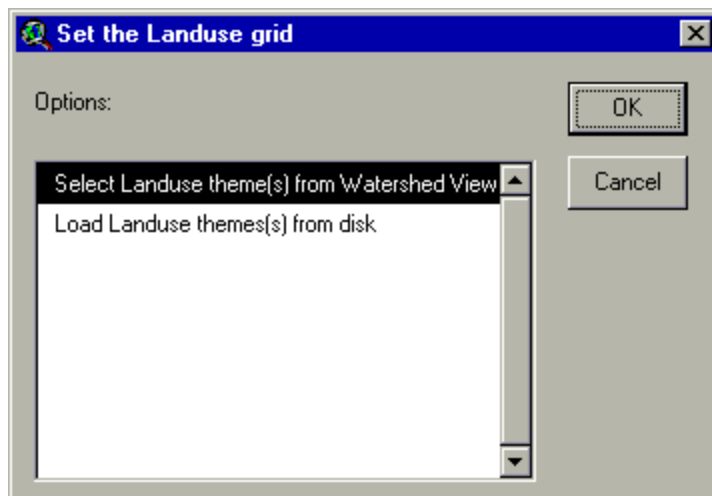 Set the Landuse grid
Options:
OK
Select Landuse theme(s) from Watershed View
Cancel
Load Landuse themes(s) from disk